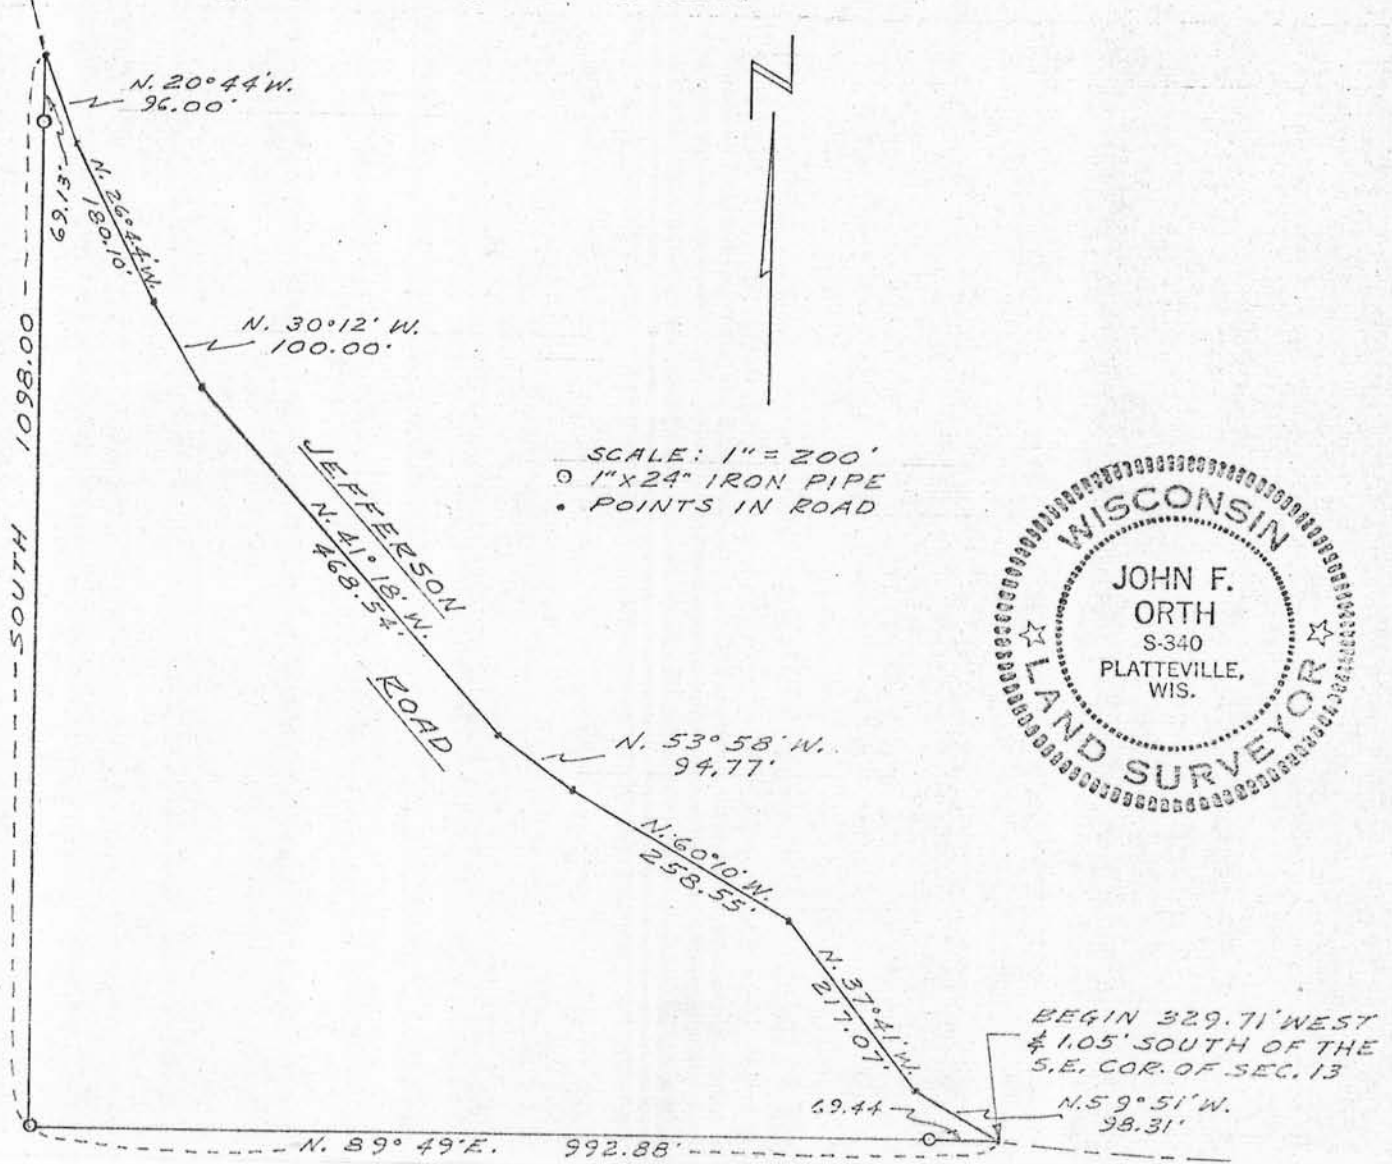 N. 20°44'W.
96.00'
69.13'
N. 26°44'W.
180.10'
N. 30°12' W.
100.00'
1098.00
SOUTH
JEFFERSON
N. 41° 18' W.
468.54'
ROAD
SCALE: 1" = 200'
1" X 24" IRON PIPE
POINTS IN ROAD
WISCONSIN
JOHN F.
ORTH
S-340
PLATTEVILLE,
WIS.
LAND SURVEYOR
N. 53° 58' W.
94.77'
N. 60°10' W.
258.55'
N. 37°41' W.
217.07'
BEGIN 329.71' WEST
& 1.05' SOUTH OF THE
S.E. COR. OF SEC. 13
69.44
N. 59° 51' W.
98.31'
N. 89° 49' E. 992.88'